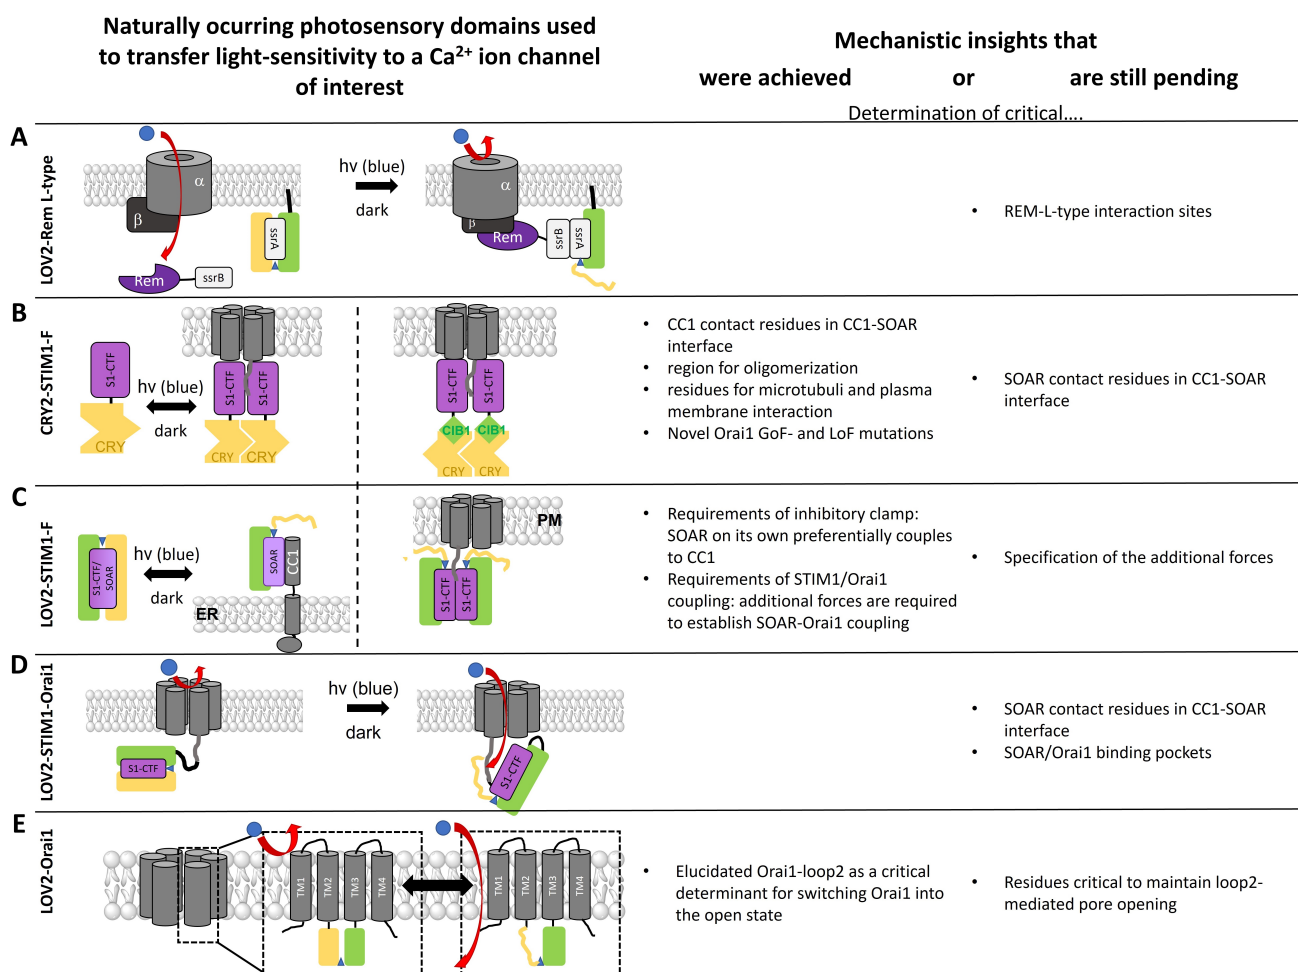 Naturally ocurring photosensory domains used
to transfer light-sensitivity to a Ca²⁺ ion channel
of interest
Mechanistic insights that
were achieved or are still pending
Determination of critical....
A
LOV2-Rem L-type
α
β
Rem
ssrB
ssrA
hν (blue)
dark
α
β
Rem
ssrB
ssrA
• REM-L-type interaction sites
B
CRY2-STIM1-F
S1-CTF
CRY
hν (blue)
dark
S1-CTF
S1-CTF
CRY
CRY
S1-CTF
S1-CTF
CIB1
CIB1
CRY
CRY
• CC1 contact residues in CC1-SOAR
interface
• region for oligomerization
• residues for microtubuli and plasma
membrane interaction
• Novel Orai1 GoF- and LoF mutations
• SOAR contact residues in CC1-SOAR
interface
C
LOV2-STIM1-F
S1-CTF/
SOAR
hν (blue)
dark
SOAR
CC1
ER
PM
S1-CTF
S1-CTF
• Requirements of inhibitory clamp:
SOAR on its own preferentially couples
to CC1
• Requirements of STIM1/Orai1
coupling: additional forces are required
to establish SOAR-Orai1 coupling
• Specification of the additional forces
D
LOV2-STIM1-Orai1
S1-CTF
hν (blue)
dark
S1-CTF
• SOAR contact residues in CC1-SOAR
interface
• SOAR/Orai1 binding pockets
E
LOV2-Orai1
TM1
TM2
TM3
TM4
TM1
TM2
TM3
TM4
• Elucidated Orai1-loop2 as a critical
determinant for switching Orai1 into
the open state
• Residues critical to maintain loop2-
mediated pore opening